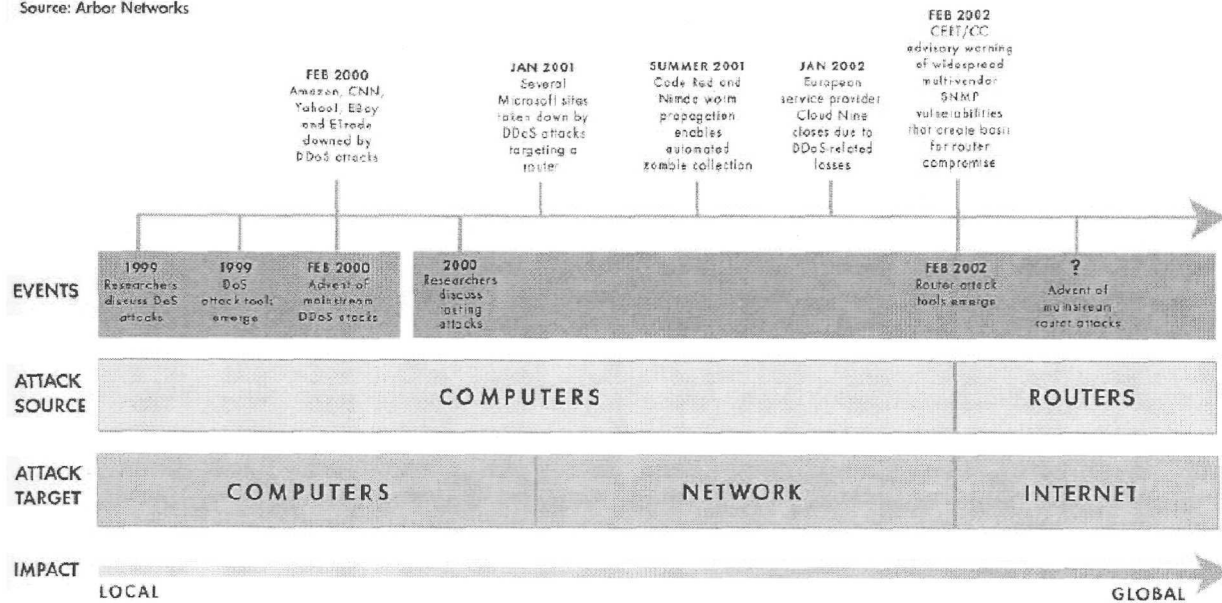 Source: Arbor Networks
FEB 2000
Amazon, CNN,
Yahoo!, EBay
and ETrade
downed by
DDoS attacks
JAN 2001
Several
Microsoft sites
taken down by
DDoS attacks
targeting a
router
SUMMER 2001
Code Red and
Nimda worm
propagation
enables
automated
zombie collection
JAN 2002
European
service provider
Cloud Nine
closes due to
DDoS-related
losses
FEB 2002
CERT/CC
advisory warning
of widespread
multi-vendor
SNMP
vulnerabilities
that create basis
for router
compromise
EVENTS
1999
Researchers
discuss DoS
attacks
1999
DoS
attack tools
emerge
FEB 2000
Advent of
mainstream
DDoS attacks
2000
Researchers
discuss
attacks
FEB 2002
Router attack
tools emerge
?
Advent of
mainstream
router attacks
ATTACK
SOURCE
COMPUTERS
ROUTERS
ATTACK
TARGET
COMPUTERS
NETWORK
INTERNET
IMPACT
LOCAL
GLOBAL